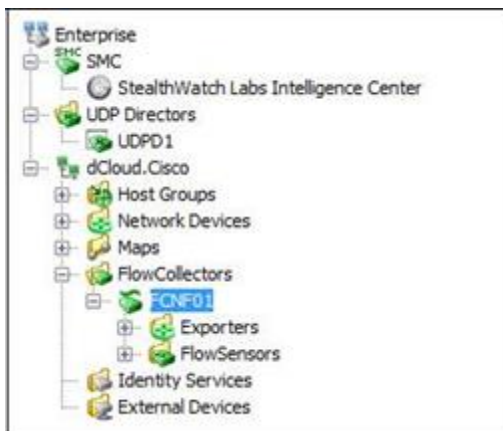 Enterprise
SMC
SMC
StealthWatch Labs Intelligence Center
UDP Directors
UDPD1
dCloud.Cisco
Host Groups
Network Devices
Maps
FlowCollectors
FCNF01
Exporters
FlowSensors
Identity Services
External Devices